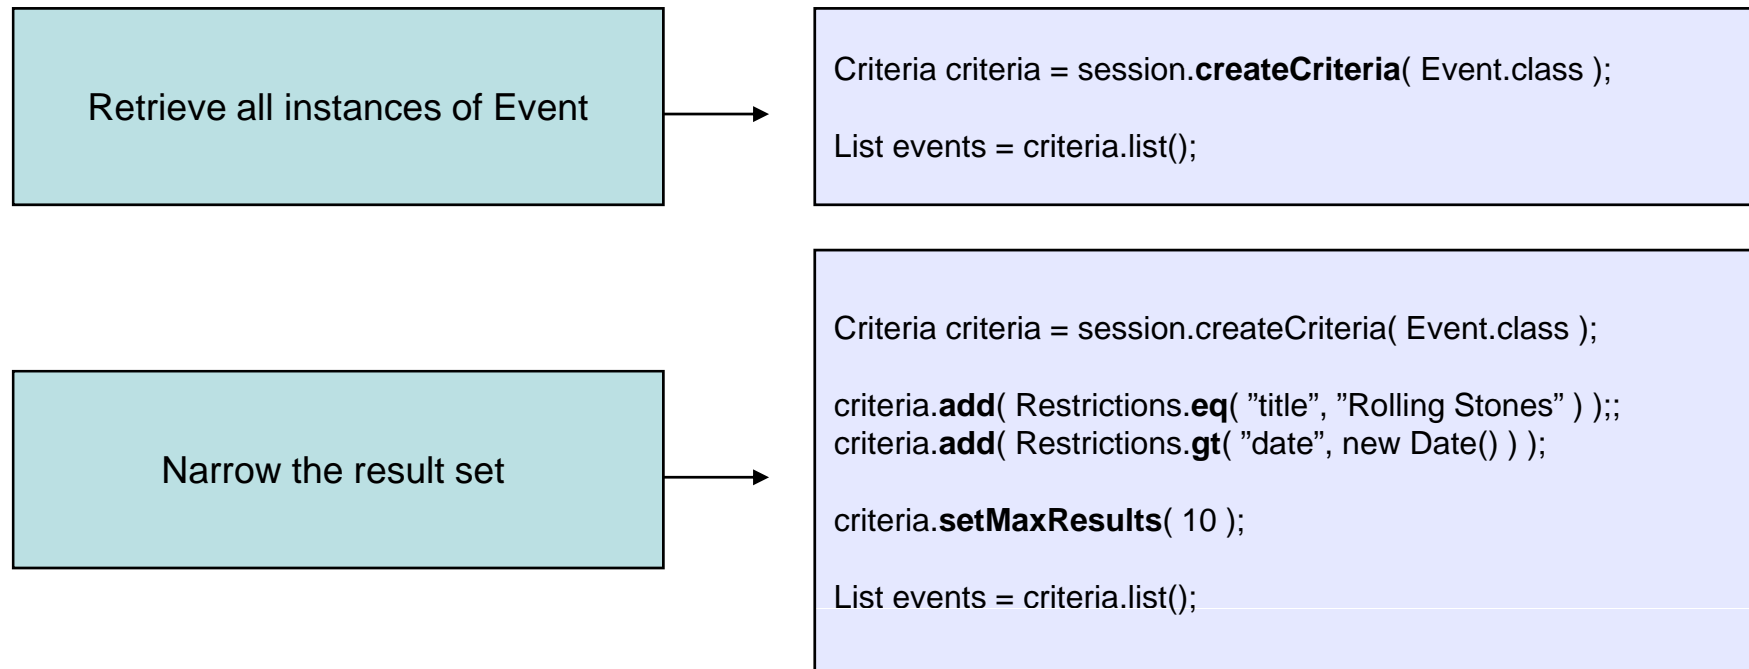 Retrieve all instances of Event
Criteria criteria = session.createCriteria( Event.class );
List events = criteria.list();
Narrow the result set
Criteria criteria = session.createCriteria( Event.class );
criteria.add( Restrictions.eq( ”title”, ”Rolling Stones” ) );;
criteria.add( Restrictions.gt( ”date”, new Date() ) );
criteria.setMaxResults( 10 );
List events = criteria.list();